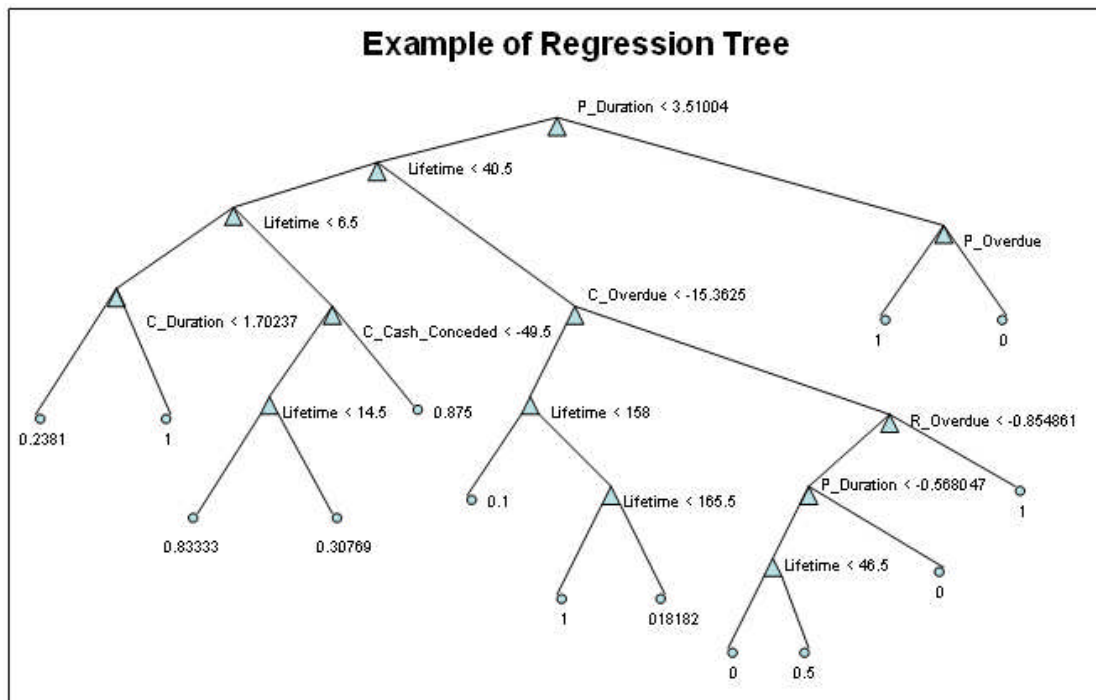 Example of Regression Tree
P_Duration < 3.51004
Lifetime < 40.5
Lifetime < 6.5
P_Overdue
C_Overdue < -15.3625
C_Duration < 1.70237
C_Cash_Conceded < -49.5
1
0
Lifetime < 14.5
0.875
Lifetime < 158
R_Overdue < -0.854861
0.2381
1
P_Duration < -0.568047
0.1
Lifetime < 165.5
1
0.83333
0.30769
Lifetime < 46.5
0
1
018182
0
0.5